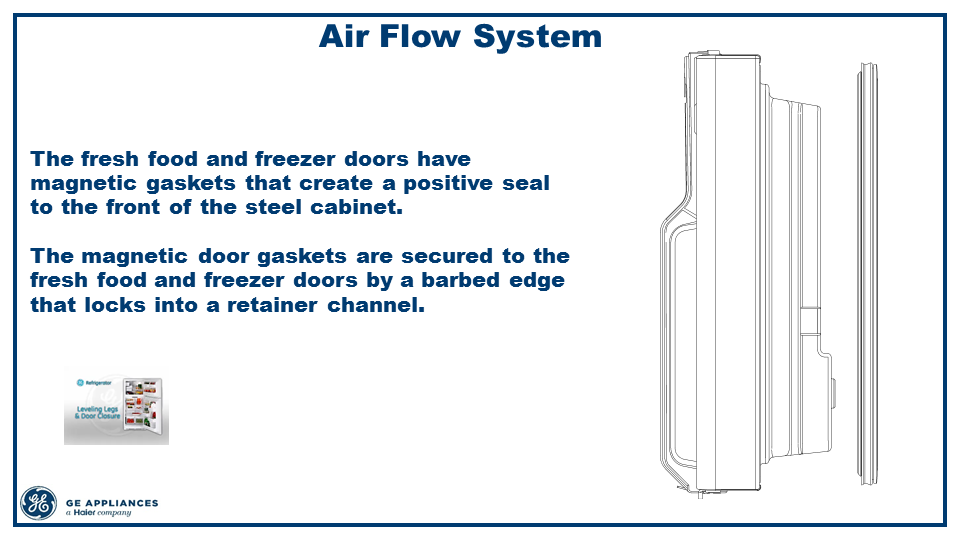 Air Flow System
The fresh food and freezer doors have
magnetic gaskets that create a positive seal
to the front of the steel cabinet.
The magnetic door gaskets are secured to the
fresh food and freezer doors by a barbed edge
that locks into a retainer channel.
Refrigerator
Leveling Legs
& Door Closure
GE APPLIANCES
a Haier company